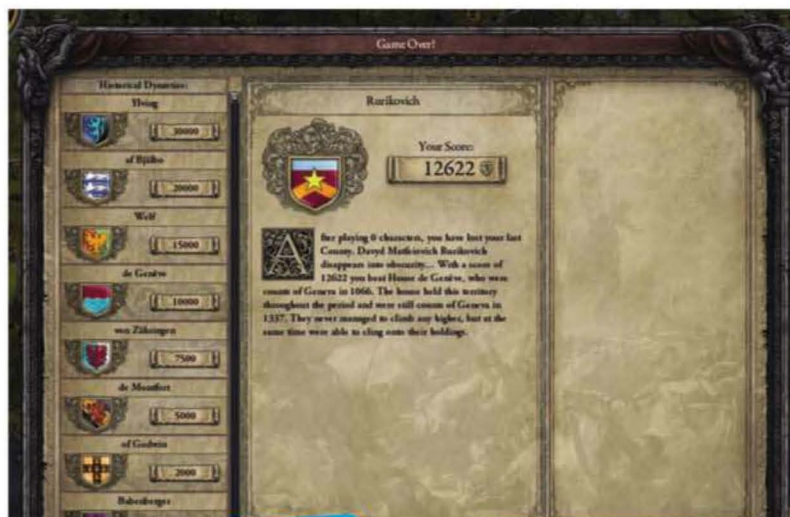 Game Over!
Historical Dynasties:
Ylving
30000
of Bjälbo
20000
Welf
15000
de Genève
10000
von Zähringen
7500
de Montfort
5000
of Godwin
2000
Babenberger
Rurikovich
Your Score:
12622
After playing 0 characters, you have lost your last
County. Davyd Mstislavich Rurikovich
disappears into obscurity... With a score of
12622 you beat House de Genève, who were
counts of Geneva in 1066. The house held this territory
throughout the period and were still counts of Geneva in
1337. They never managed to climb any higher, but at the
same time were able to cling onto their holdings.